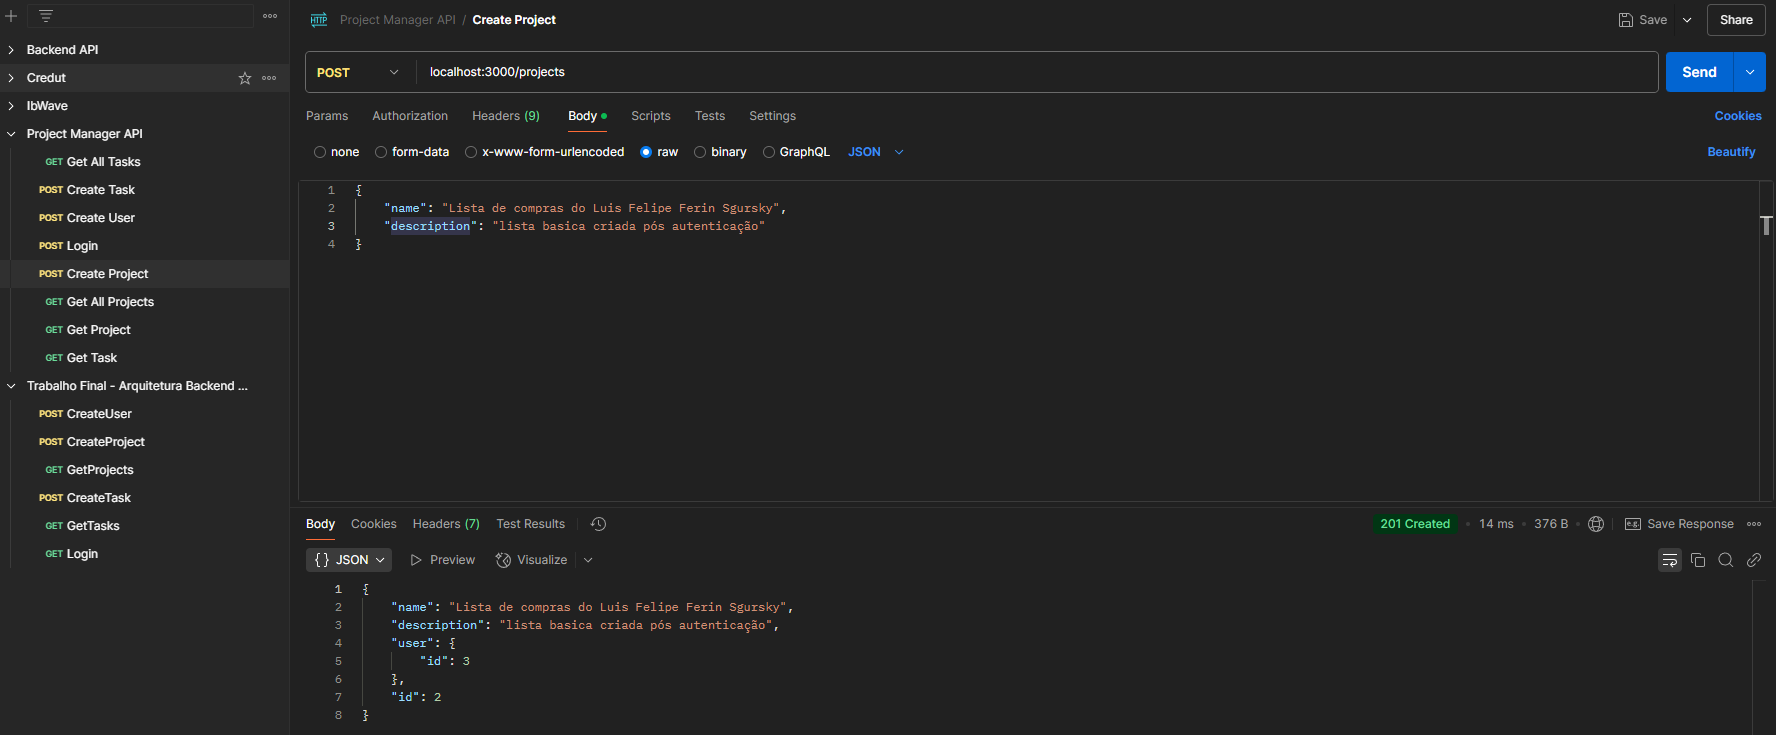 Backend API
Credut
IbWave
Project Manager API
GET Get All Tasks
POST Create Task
POST Create User
POST Login
POST Create Project
GET Get All Projects
GET Get Project
GET Get Task
Trabalho Final - Arquitetura Backend ...
POST CreateUser
POST CreateProject
GET GetProjects
POST CreateTask
GET GetTasks
GET Login
HTTP Project Manager API / Create Project
Save
Share
POST localhost:3000/projects
Send
Params Authorization Headers (9) Body Scripts Tests Settings
Cookies
none form-data x-www-form-urlencoded raw binary GraphQL JSON
Beautify
1 {
2 "name": "Lista de compras do Luis Felipe Ferin Sgursky",
3 "description": "lista basica criada pós autenticação"
4 }
Body Cookies Headers (7) Test Results
201 Created • 14 ms • 376 B •
e.g. Save Response
{} JSON Preview Visualize
1 {
2 "name": "Lista de compras do Luis Felipe Ferin Sgursky",
3 "description": "lista basica criada pós autenticação",
4 "user": {
5 "id": 3
6 },
7 "id": 2
8 }